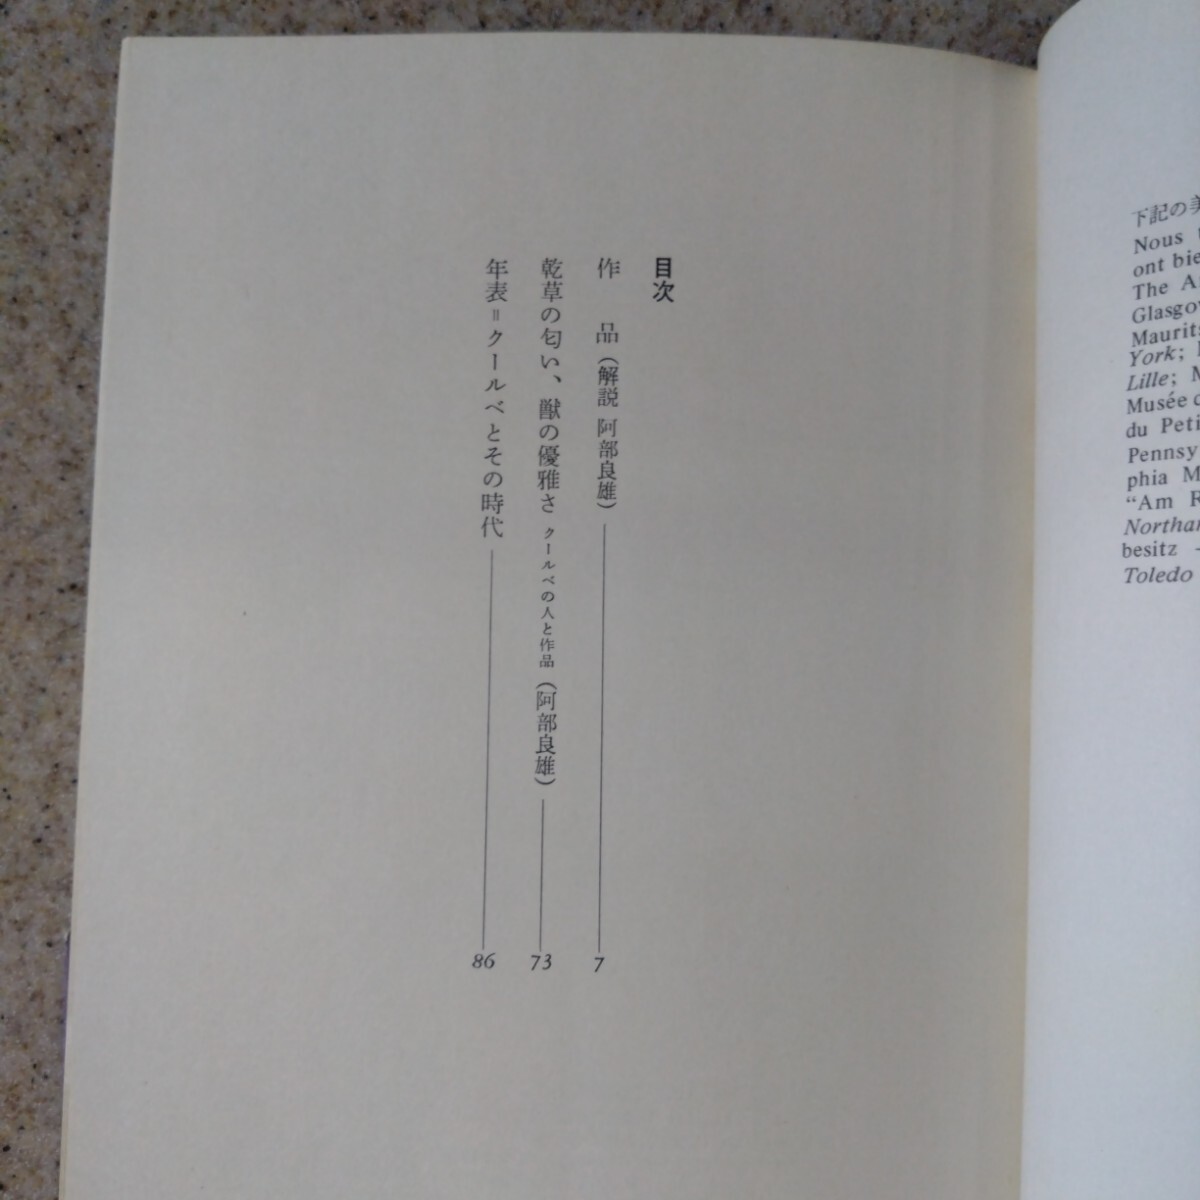 目次
作品（解説 阿部良雄）7
乾草の匂い、獣の優雅さ クールベの人と作品（阿部良雄）73
年表＝クールベとその時代 86
下記の美
Nous
ont bie
The A
Glasgow
Maurits
York;
Lille; M
Musée d
du Peti
Pennsy
phia M
“Am R
Northa
besitz -
Toledo